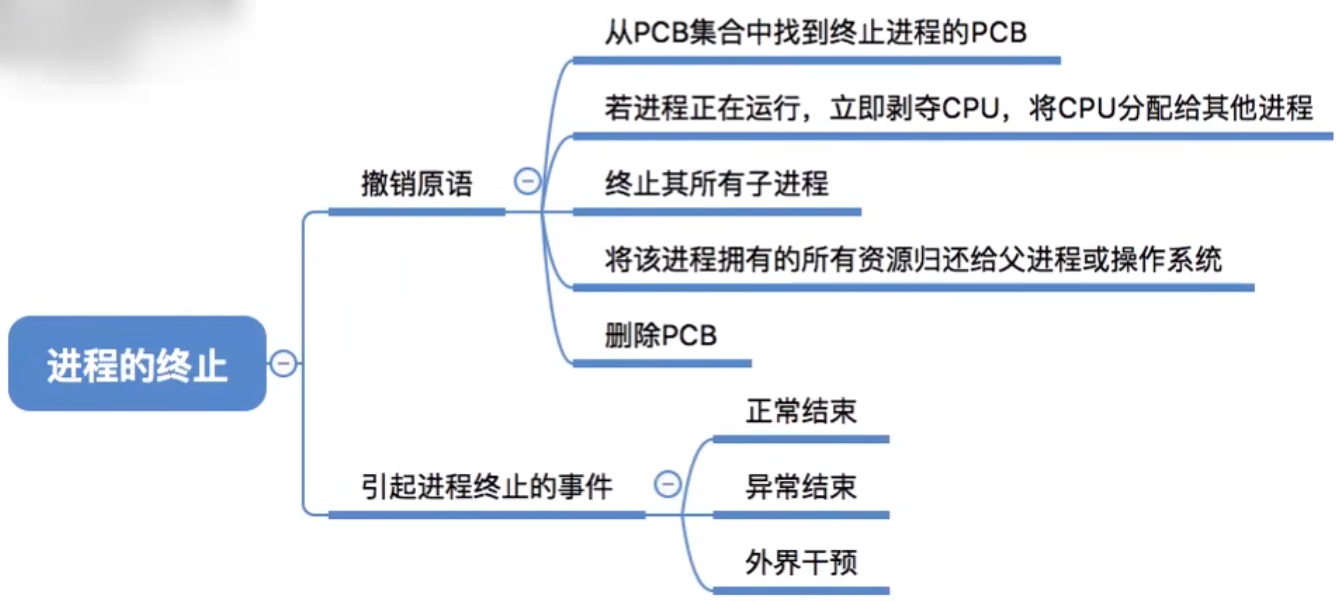 从PCB集合中找到终止进程的PCB
若进程正在运行，立即剥夺CPU，将CPU分配给其他进程
撤销原语
终止其所有子进程
将该进程拥有的所有资源归还给父进程或操作系统
删除PCB
进程的终止
正常结束
引起进程终止的事件
异常结束
外界干预